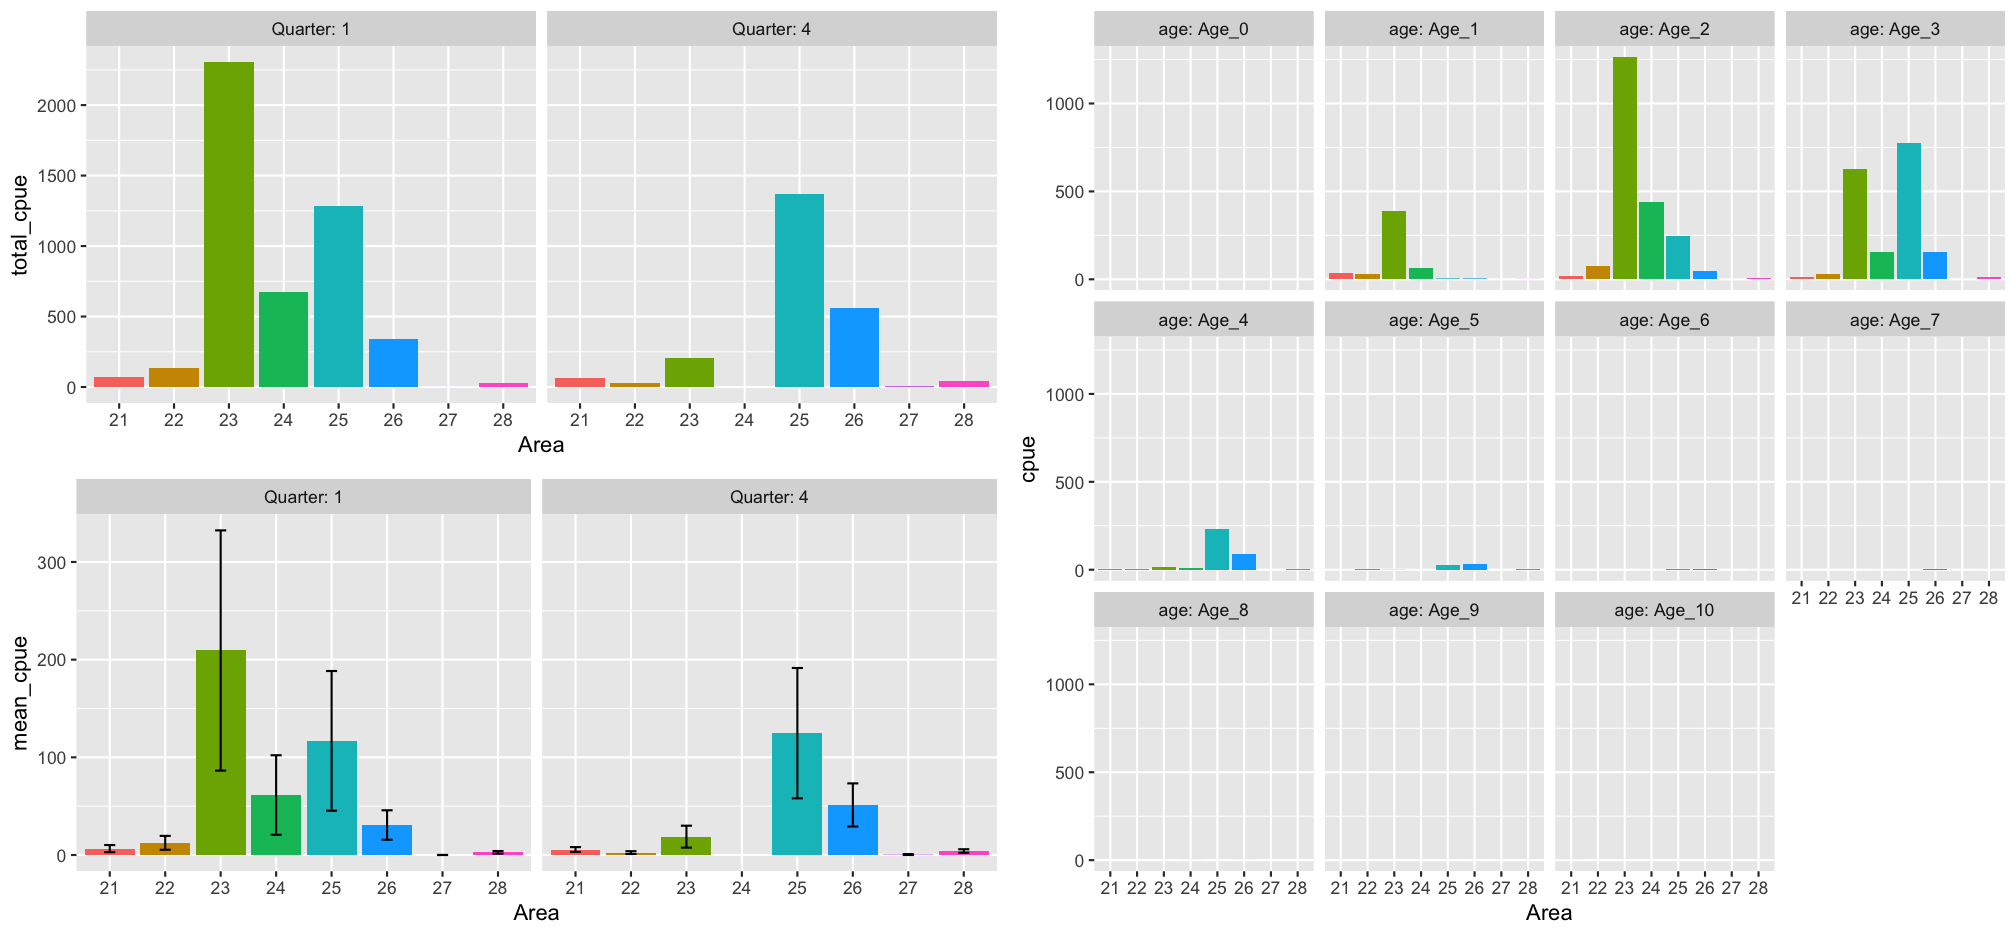 Quarter: 1 Quarter: 4
total_cpue
2000
1500
1000
500
0
21 22 23 24 25 26 27 28 21 22 23 24 25 26 27 28
Area
Quarter: 1 Quarter: 4
mean_cpue
300
200
100
0
21 22 23 24 25 26 27 28 21 22 23 24 25 26 27 28
Area
age: Age_0 age: Age_1 age: Age_2 age: Age_3
1000
500
0
age: Age_4 age: Age_5 age: Age_6 age: Age_7
cpue
1000
500
0
21 22 23 24 25 26 27 28
age: Age_8 age: Age_9 age: Age_10
1000
500
0
21 22 23 24 25 26 27 28 21 22 23 24 25 26 27 28 21 22 23 24 25 26 27 28
Area